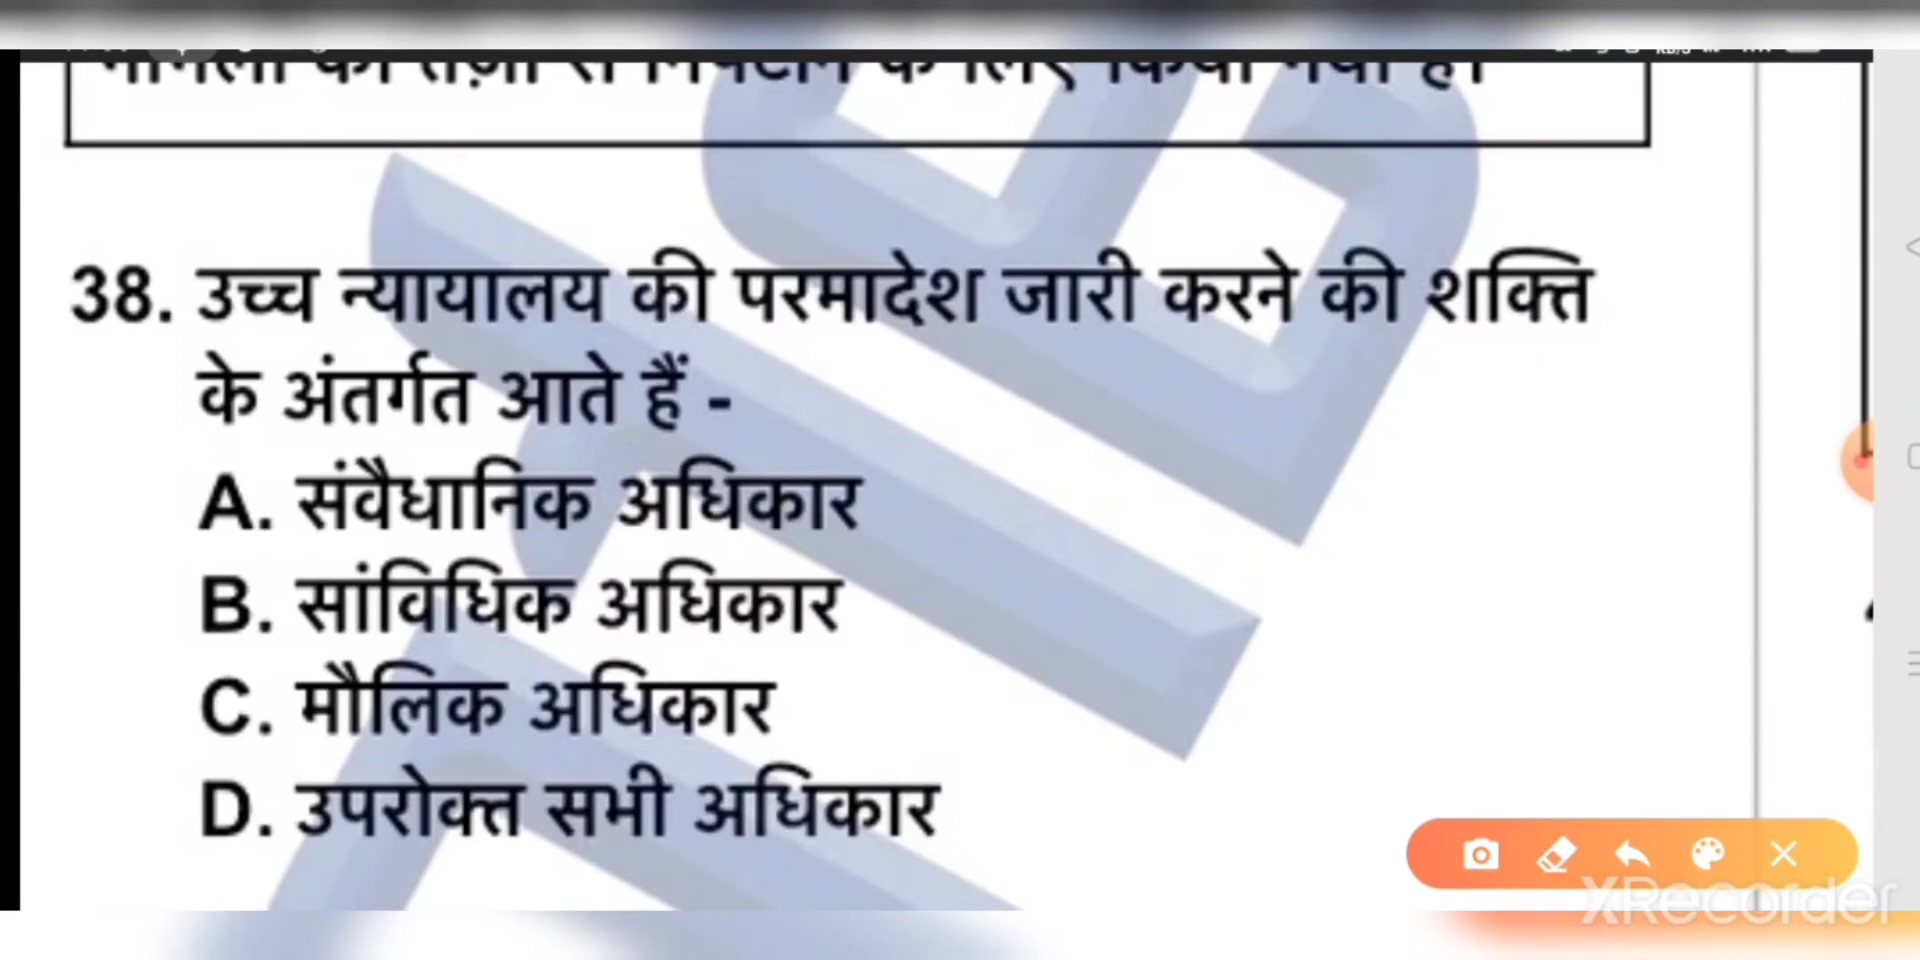 38. उच्च न्यायालय की परमादेश जारी करने की शक्ति
के अंतर्गत आते हैं -
A. संवैधानिक अधिकार
B. सांविधिक अधिकार
C. मौलिक अधिकार
D. उपरोक्त सभी अधिकार
XRecorder